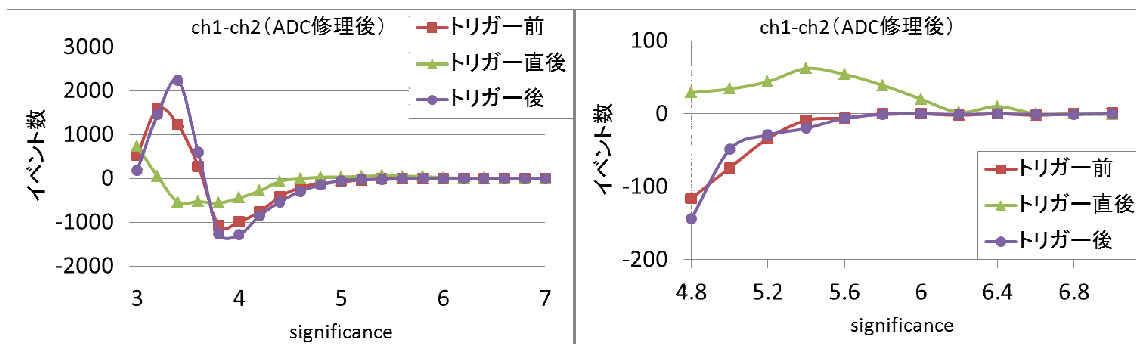 ch1-ch2(ADC修理後)
トリガー前
トリガー直後
トリガー後
3000
2000
1000
0
-1000
-2000
イベント数
3 4 5 6 7
significance
ch1-ch2(ADC修理後)
100
0
-100
-200
イベント数
トリガー前
トリガー直後
トリガー後
4.8 5.2 5.6 6 6.4 6.8
significance